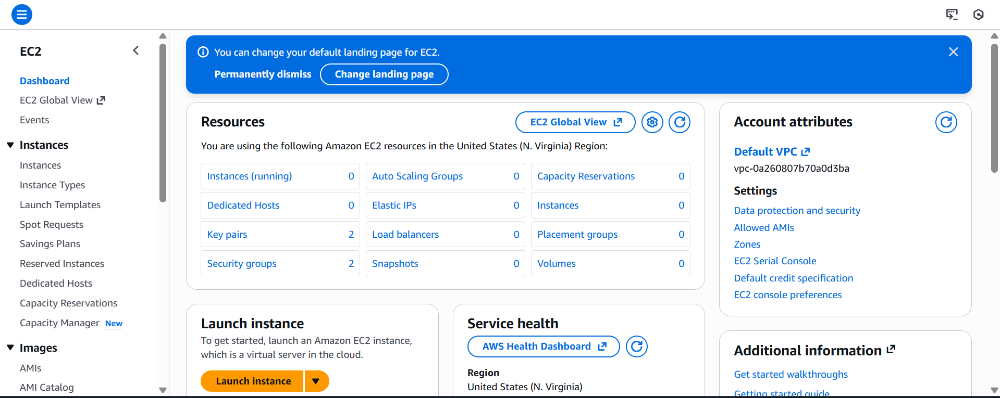 EC2
Dashboard
EC2 Global View
Events
Instances
Instances
Instance Types
Launch Templates
Spot Requests
Savings Plans
Reserved Instances
Dedicated Hosts
Capacity Reservations
Capacity Manager New
Images
AMIs
AMI Catalog
You can change your default landing page for EC2.
Permanently dismiss Change landing page
Resources
EC2 Global View
You are using the following Amazon EC2 resources in the United States (N. Virginia) Region:
Instances (running) 0 Auto Scaling Groups 0 Capacity Reservations 0
Dedicated Hosts 0 Elastic IPs 0 Instances 0
Key pairs 2 Load balancers 0 Placement groups 0
Security groups 2 Snapshots 0 Volumes 0
Launch instance
To get started, launch an Amazon EC2 instance,
which is a virtual server in the cloud.
Launch instance
Service health
AWS Health Dashboard
Region
United States (N. Virginia)
Account attributes
Default VPC
vpc-0a260807b70a0d3ba
Settings
Data protection and security
Allowed AMIs
Zones
EC2 Serial Console
Default credit specification
EC2 console preferences
Additional information
Get started walkthroughs
Getting started guide